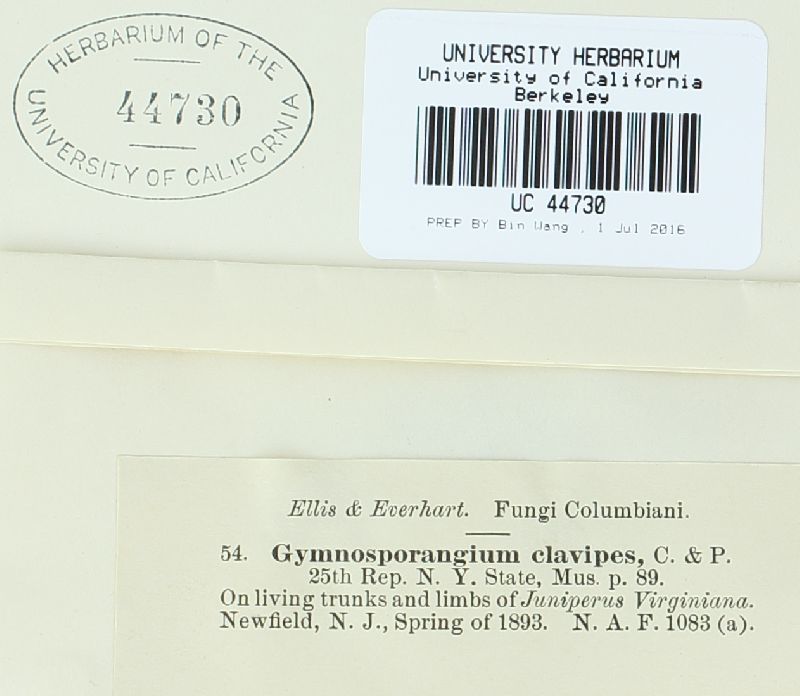 HERBARIUM OF THE
44730
UNIVERSITY OF CALIFORNIA
UNIVERSITY HERBARIUM
University of California
Berkeley
UC 44730
PREP BY Bin Wang , 1 Jul 2016
Ellis & Everhart. Fungi Columbiani.
54. Gymnosporangium clavipes, C. & P.
25th Rep. N. Y. State, Mus. p. 89.
On living trunks and limbs of Juniperus Virginiana.
Newfield, N. J., Spring of 1893. N. A. F. 1083 (a).